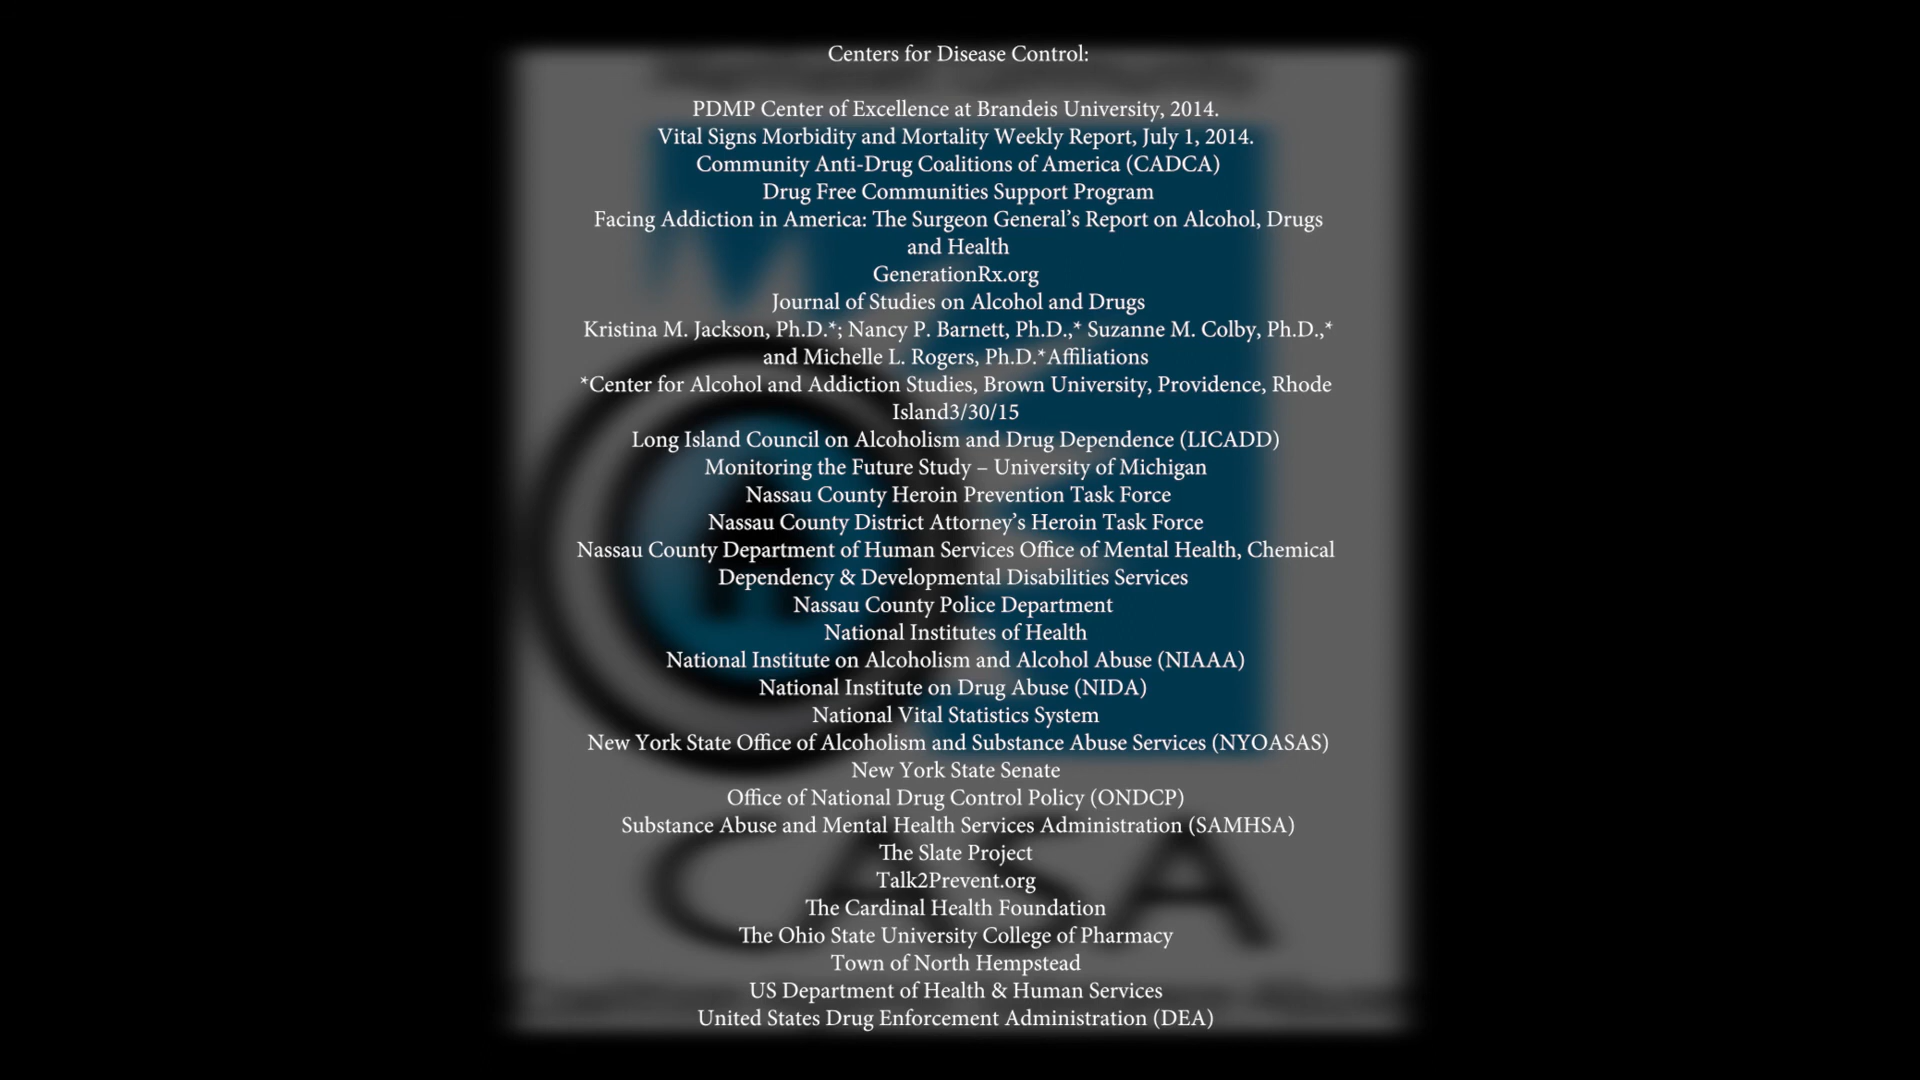 Centers for Disease Control:
PDMP Center of Excellence at Brandeis University, 2014.
Vital Signs Morbidity and Mortality Weekly Report, July 1, 2014.
Community Anti-Drug Coalitions of America (CADCA)
Drug Free Communities Support Program
Facing Addiction in America: The Surgeon General’s Report on Alcohol, Drugs
and Health
GenerationRx.org
Journal of Studies on Alcohol and Drugs
Kristina M. Jackson, Ph.D.*; Nancy P. Barnett, Ph.D.,* Suzanne M. Colby, Ph.D.,*
and Michelle L. Rogers, Ph.D.*Affiliations
*Center for Alcohol and Addiction Studies, Brown University, Providence, Rhode
Island3/30/15
Long Island Council on Alcoholism and Drug Dependence (LICADD)
Monitoring the Future Study – University of Michigan
Nassau County Heroin Prevention Task Force
Nassau County District Attorney’s Heroin Task Force
Nassau County Department of Human Services Office of Mental Health, Chemical
Dependency & Developmental Disabilities Services
Nassau County Police Department
National Institutes of Health
National Institute on Alcoholism and Alcohol Abuse (NIAAA)
National Institute on Drug Abuse (NIDA)
National Vital Statistics System
New York State Office of Alcoholism and Substance Abuse Services (NYOASAS)
New York State Senate
Office of National Drug Control Policy (ONDCP)
Substance Abuse and Mental Health Services Administration (SAMHSA)
The Slate Project
Talk2Prevent.org
The Cardinal Health Foundation
The Ohio State University College of Pharmacy
Town of North Hempstead
US Department of Health & Human Services
United States Drug Enforcement Administration (DEA)
CASA